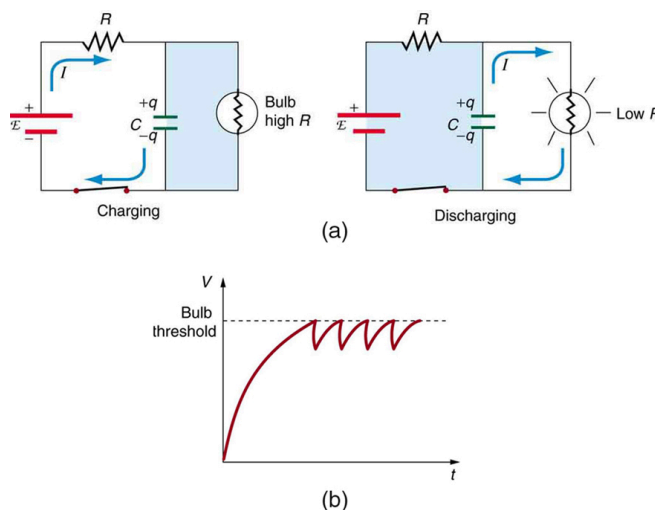 R
I
+
ℰ
−
+q
C
−q
Bulb
high R
Charging
R
I
+
ℰ
+q
C
−q
Low R
Discharging
(a)
V
Bulb
threshold
t
(b)